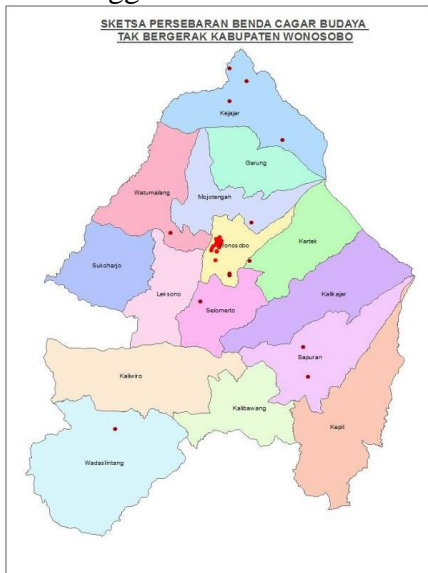 SKETSA PERSEBARAN BENDA CAGAR BUDAYA
TAK BERGERAK KABUPATEN WONOSOBO
Kejajar
Garung
Watumalang
Mojotengah
Wonosobo
Kertek
Sukoharjo
Leksono
Selomerto
Kalikajar
Sapuran
Kaliwiro
Kalibawang
Kepil
Wadaslintang